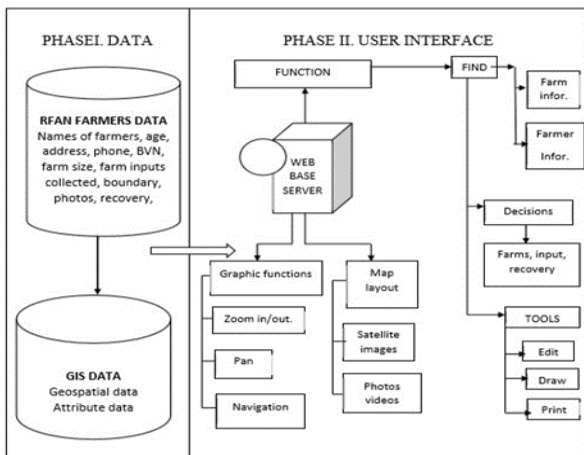 PHASEI. DATA
RFAN FARMERS DATA
Names of farmers, age,
address, phone, BVN,
farm size, farm inputs
collected, boundary,
photos, recovery,
GIS DATA
Geospatial data
Attribute data
PHASE II. USER INTERFACE
FUNCTION
FIND
Farm
infor.
Farmer
Infor.
WEB
BASE
SERVER
Decisions
Farms, input,
recovery
Graphic functions
Zoom in/out.
Pan
Navigation
Map
layout
Satellite
images
Photos
videos
TOOLS
Edit
Draw
Print